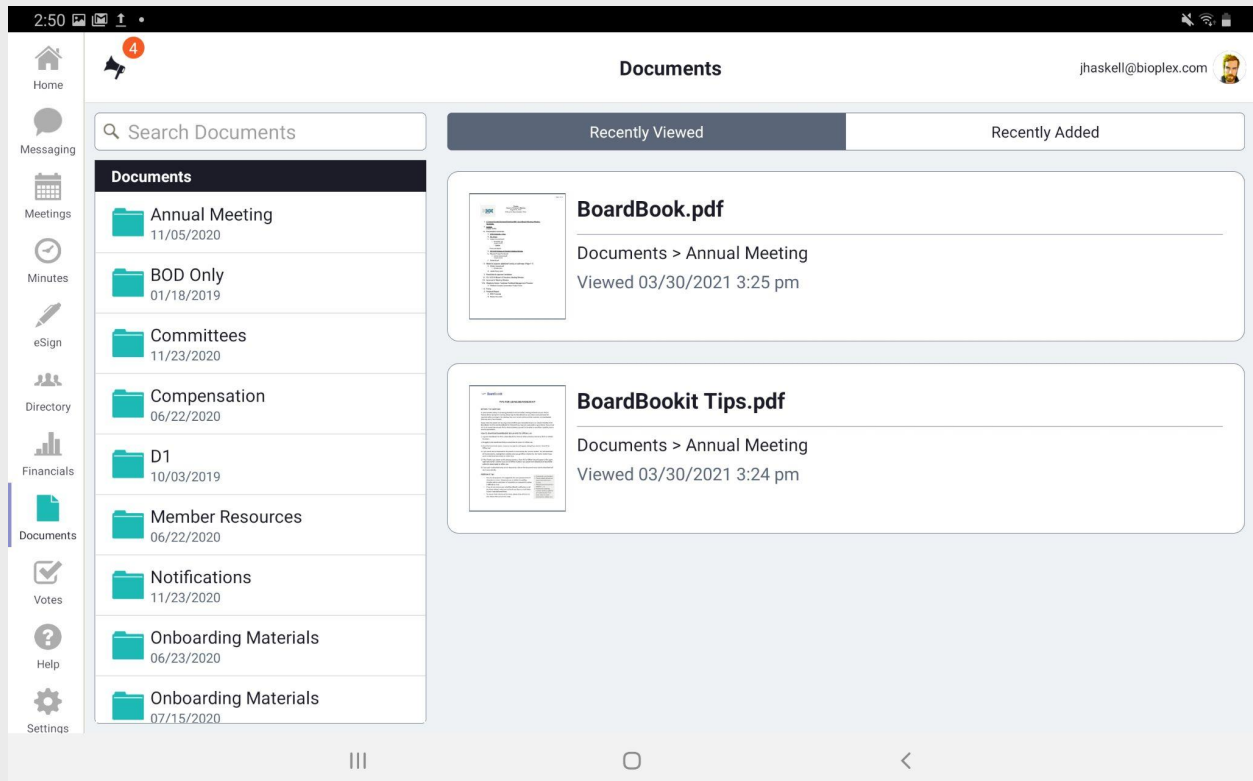 2:50
4
Documents
jhaskell@bioplex.com
Home
Messaging
Meetings
Minutes
eSign
Directory
Financials
Documents
Votes
Help
Settings
Search Documents
Documents
Annual Meeting
11/05/2020
BOD Only
01/18/2019
Committees
11/23/2020
Compensation
06/22/2020
D1
10/03/2019
Member Resources
06/22/2020
Notifications
11/23/2020
Onboarding Materials
06/23/2020
Onboarding Materials
07/15/2020
Recently Viewed
Recently Added
BoardBook.pdf
Documents > Annual Meeting
Viewed 03/30/2021 3:25 pm
BoardBookit Tips.pdf
Documents > Annual Meeting
Viewed 03/30/2021 3:24 pm